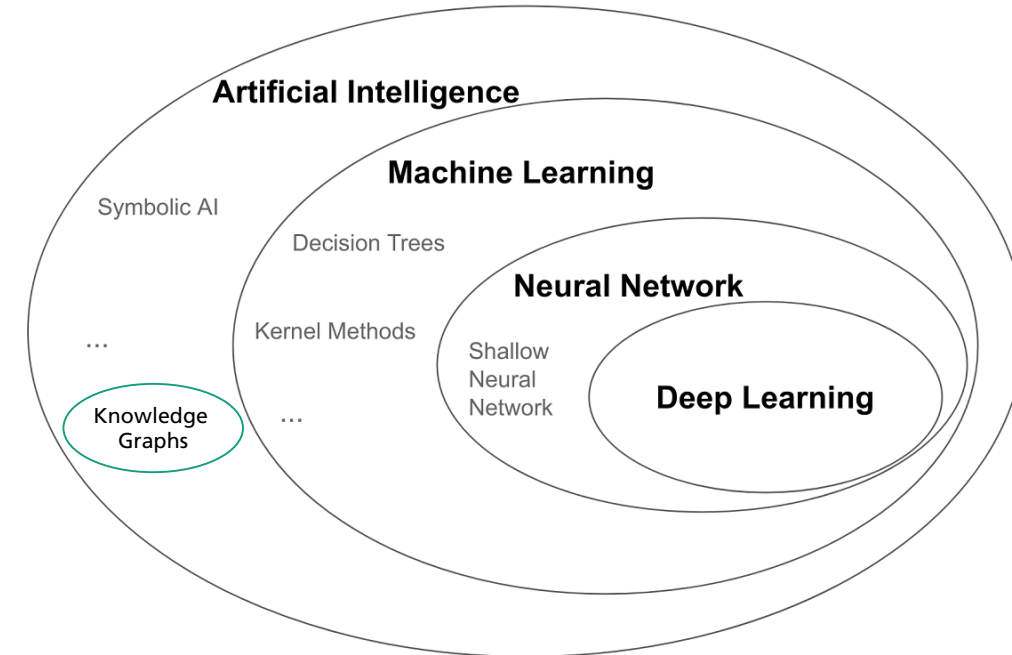 Artificial Intelligence
Machine Learning
Symbolic AI
Decision Trees
Neural Network
Kernel Methods
...
Shallow
Neural
Network
Deep Learning
Knowledge
Graphs
...